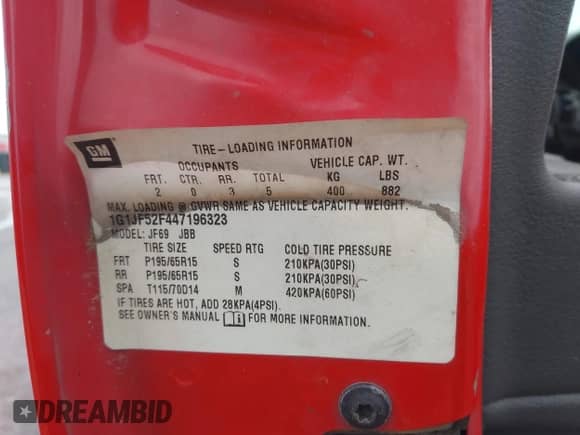 GM
TIRE-LOADING INFORMATION
OCCUPANTS VEHICLE CAP. WT.
FRT. CTR. RR. TOTAL KG LBS
2 0 3 5 400 882
MAX. LOADING @ GVWR SAME AS VEHICLE CAPACITY WEIGHT.
1G1JF52F447196323
MODEL: JF69 JBB
TIRE SIZE SPEED RTG COLD TIRE PRESSURE
FRT P195/65R15 S 210KPA(30PSI)
RR P195/65R15 S 210KPA(30PSI)
SPA T115/70D14 M 420KPA(60PSI)
IF TIRES ARE HOT, ADD 28KPA(4PSI).
SEE OWNER'S MANUAL i FOR MORE INFORMATION.
DREAMBID